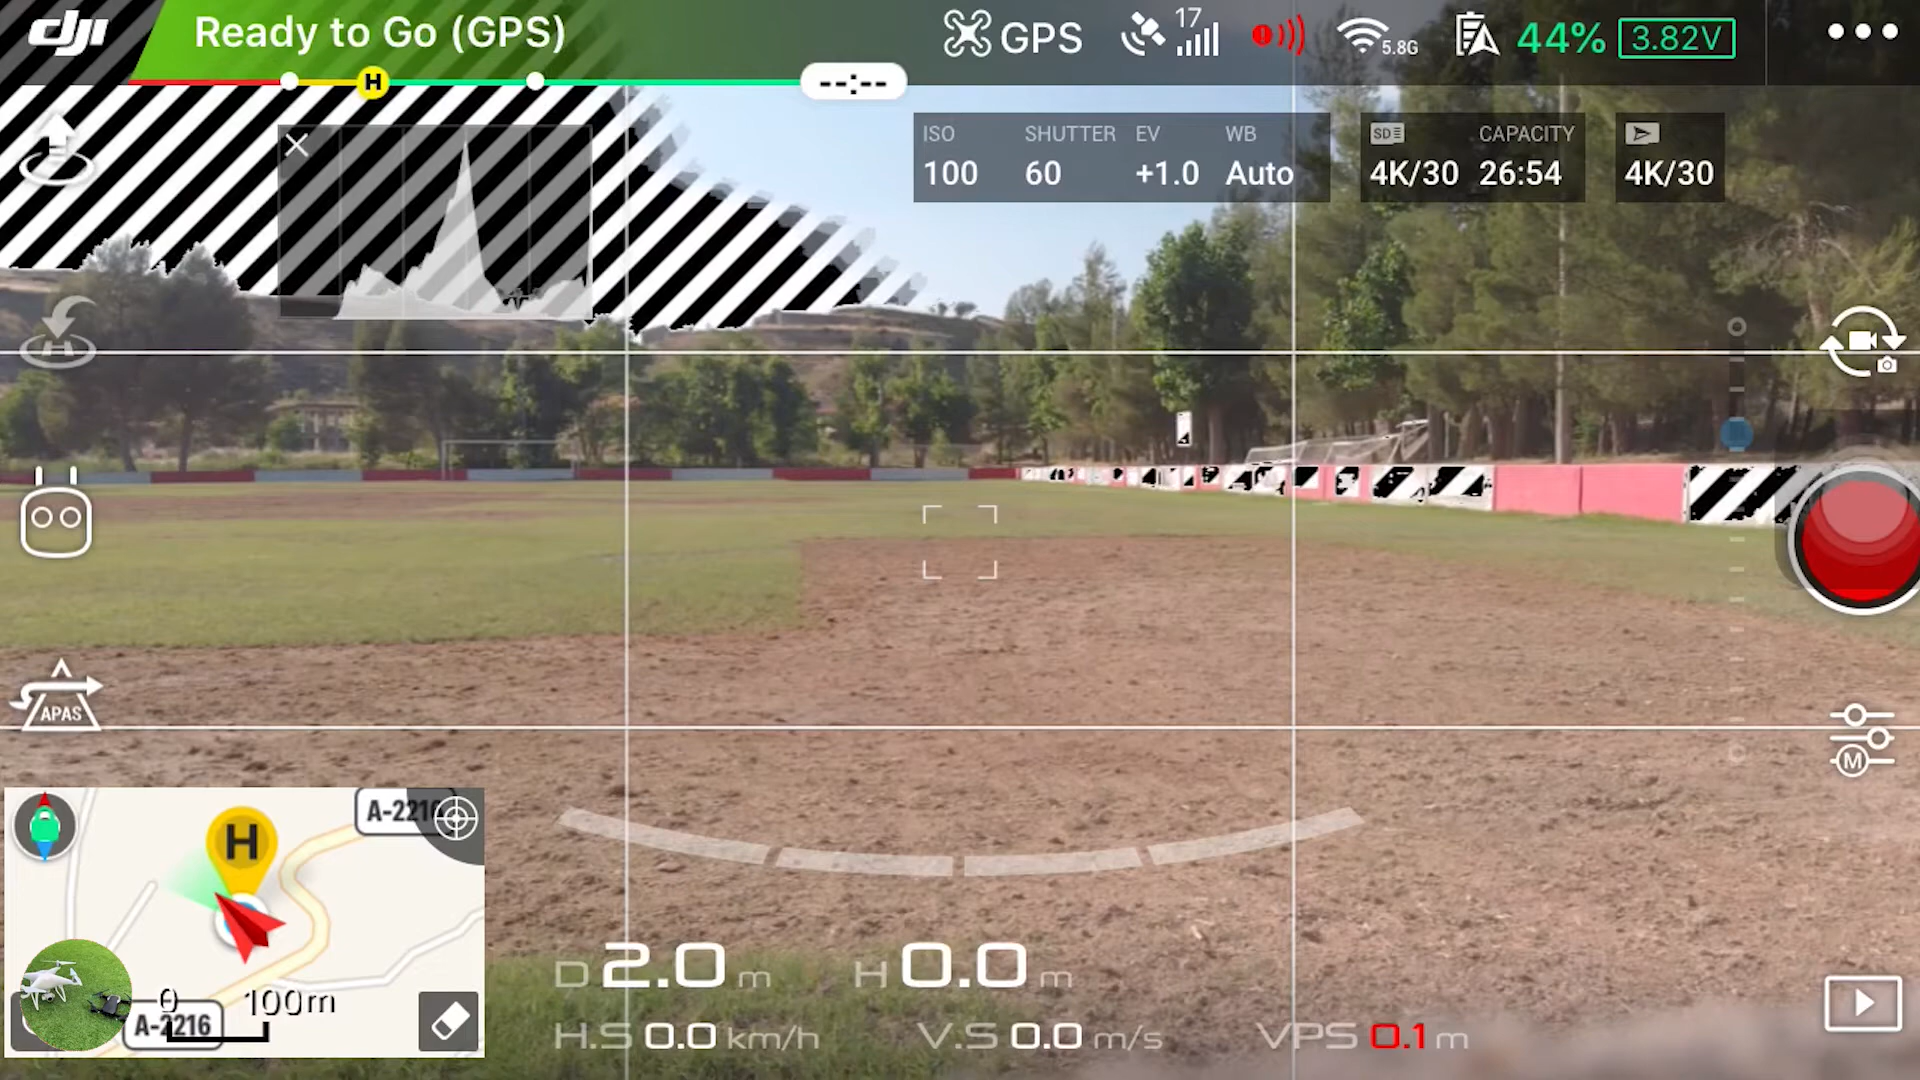 dji
Ready to Go (GPS)
GPS
17
5.8G
44%
3.82V
H
--:--
ISO
SHUTTER
EV
WB
100
60
+1.0
Auto
SD
CAPACITY
4K/30
26:54
4K/30
H
APAS
M
A-2216
H
0
100m
A-2216
D 2.0 m
H 0.0 m
H.S 0.0 km/h
V.S 0.0 m/s
VPS 0.1 m